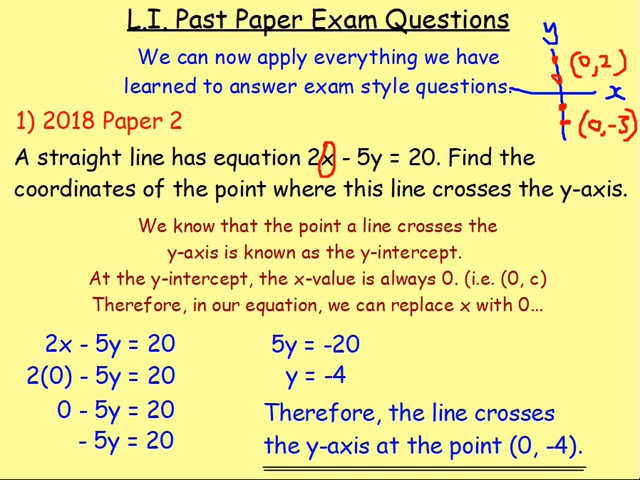 L.I. Past Paper Exam Questions
We can now apply everything we have
learned to answer exam style questions.
y
(0,2)
x
(0,-3)
1) 2018 Paper 2
A straight line has equation 2x - 5y = 20. Find the
coordinates of the point where this line crosses the y-axis.
We know that the point a line crosses the
y-axis is known as the y-intercept.
At the y-intercept, the x-value is always 0. (i.e. (0, c)
Therefore, in our equation, we can replace x with 0...
2x - 5y = 20
2(0) - 5y = 20
0 - 5y = 20
- 5y = 20
5y = -20
y = -4
Therefore, the line crosses
the y-axis at the point (0, -4).